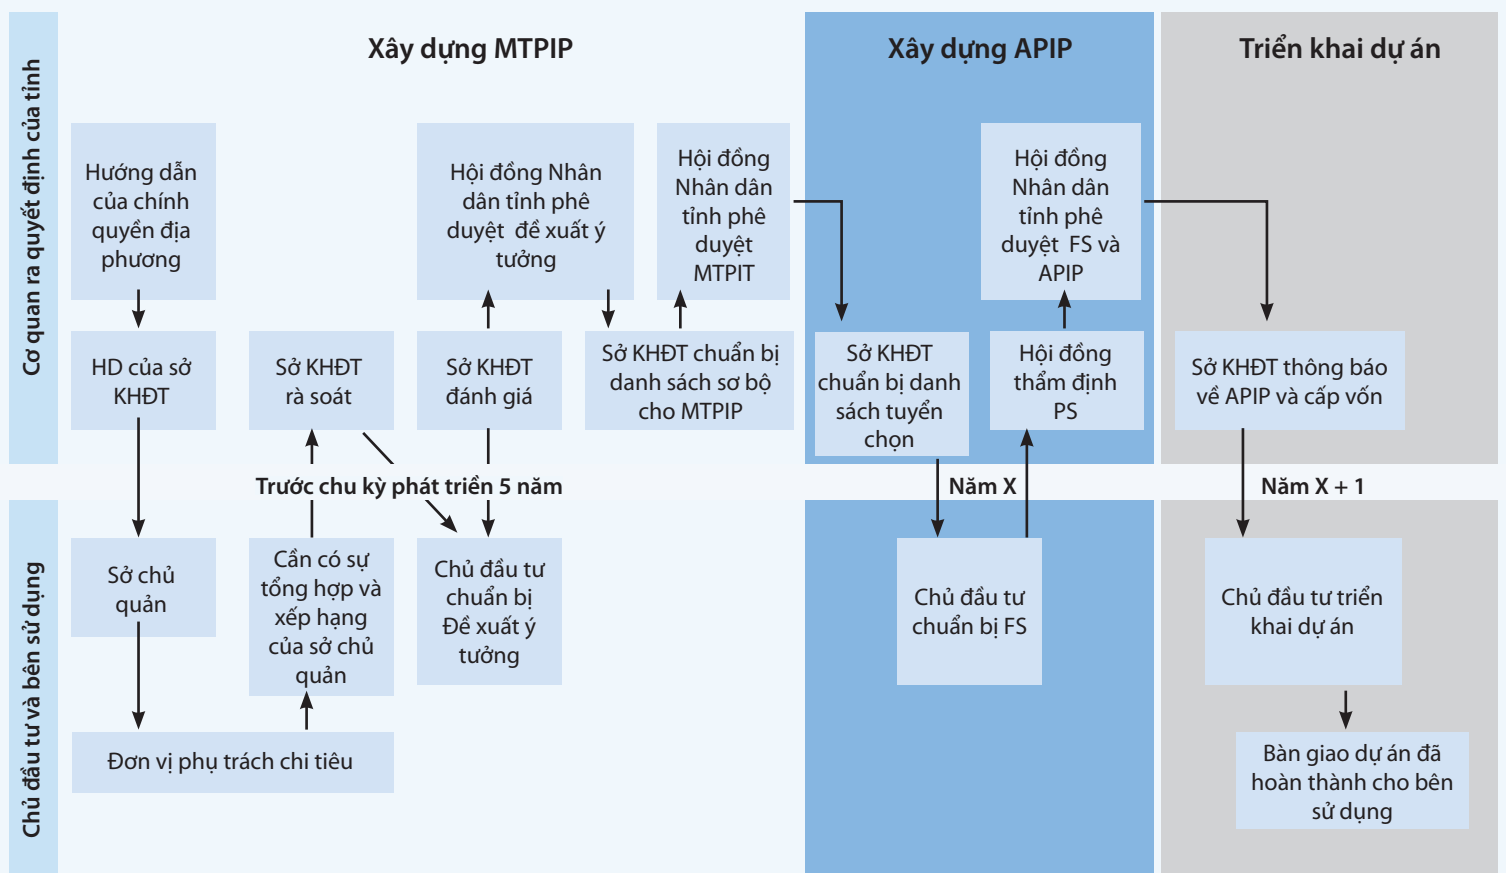 Cơ quan ra quyết định của tỉnh
Chủ đầu tư và bên sử dụng
Xây dựng MTPIP
Hướng dẫn
của chính
quyền địa
phương
HD của sở
KHĐT
Sở chủ
quản
Đơn vị phụ trách chi tiêu
Cần có sự
tổng hợp và
xếp hạng
của sở chủ
quản
Sở KHĐT
rà soát
Trước chu kỳ phát triền 5 năm
Chủ đầu tư
chuẩn bị
Đề xuất ý
tưởng
Sở KHĐT
đánh giá
Hội đồng Nhân
dân tỉnh phê
duyệt đề xuất ý
tưởng
Sở KHĐT chuẩn bị
danh sách sơ bộ
cho MTPIP
Hội đồng
Nhân dân
tỉnh phê
duyệt
MTPIT
Xây dựng APIP
Sở KHĐT
chuẩn bị danh
sách tuyển
chọn
Năm X
Chủ đầu tư
chuẩn bị FS
Hội đồng
thẩm định
PS
Hội đồng
Nhân dân
tỉnh phê
duyệt FS và
APIP
Triển khai dự án
Sở KHĐT thông báo
về APIP và cấp vốn
Năm X + 1
Chủ đầu tư triển
khai dự án
Bàn giao dự án đã
hoàn thành cho bên
sử dụng